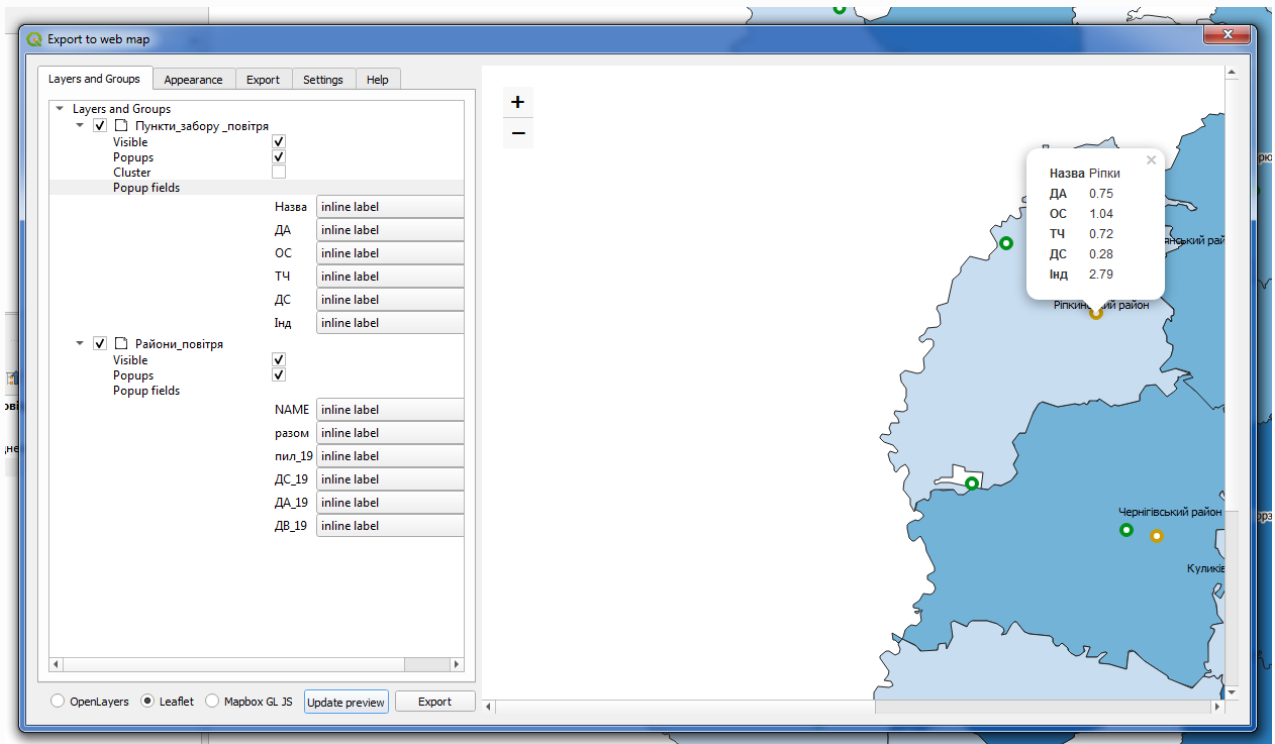 Export to web map
Layers and Groups Appearance Export Settings Help
Layers and Groups
Пункти_забору _повітря
Visible
Popups
Cluster
Popup fields
Назва inline label
ДА inline label
ОС inline label
ТЧ inline label
ДС inline label
Інд inline label
Райони_повітря
Visible
Popups
Popup fields
NAME inline label
разом inline label
пил_19 inline label
ДС_19 inline label
ДА_19 inline label
ДВ_19 inline label
OpenLayers Leaflet Mapbox GL JS Update preview Export
+
−
Назва Ріпки
ДА 0.75
ОС 1.04
ТЧ 0.72
ДС 0.28
Інд 2.79
Чернігівський район